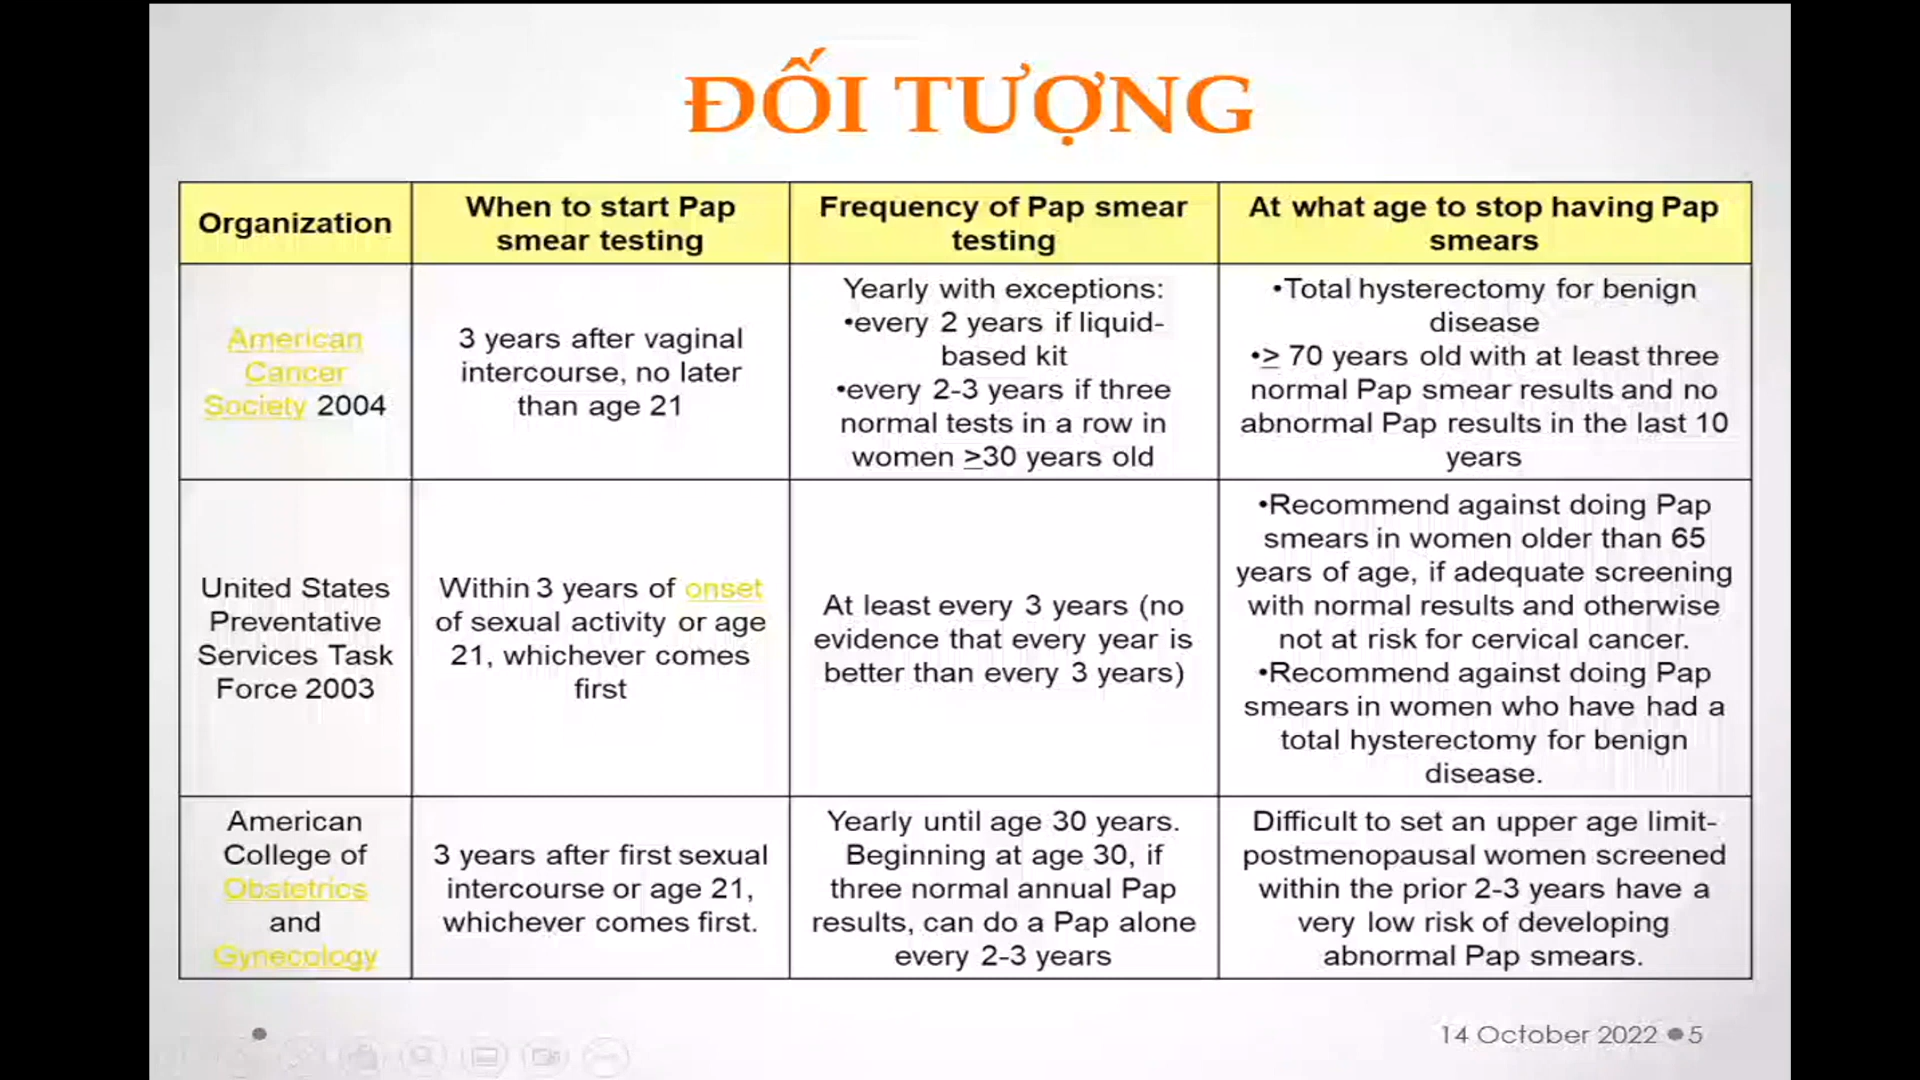 ĐỐI TƯỢNG
Organization
When to start Pap
smear testing
Frequency of Pap smear
testing
At what age to stop having Pap
smears
American
Cancer
Society 2004
3 years after vaginal
intercourse, no later
than age 21
Yearly with exceptions:
•every 2 years if liquid-
based kit
•every 2-3 years if three
normal tests in a row in
women ≥30 years old
•Total hysterectomy for benign
disease
•≥ 70 years old with at least three
normal Pap smear results and no
abnormal Pap results in the last 10
years
United States
Preventative
Services Task
Force 2003
Within 3 years of onset
of sexual activity or age
21, whichever comes
first
At least every 3 years (no
evidence that every year is
better than every 3 years)
•Recommend against doing Pap
smears in women older than 65
years of age, if adequate screening
with normal results and otherwise
not at risk for cervical cancer.
•Recommend against doing Pap
smears in women who have had a
total hysterectomy for benign
disease.
American
College of
Obstetrics
and
Gynecology
3 years after first sexual
intercourse or age 21,
whichever comes first.
Yearly until age 30 years.
Beginning at age 30, if
three normal annual Pap
results, can do a Pap alone
every 2-3 years
Difficult to set an upper age limit-
postmenopausal women screened
within the prior 2-3 years have a
very low risk of developing
abnormal Pap smears.
14 October 2022 ●5